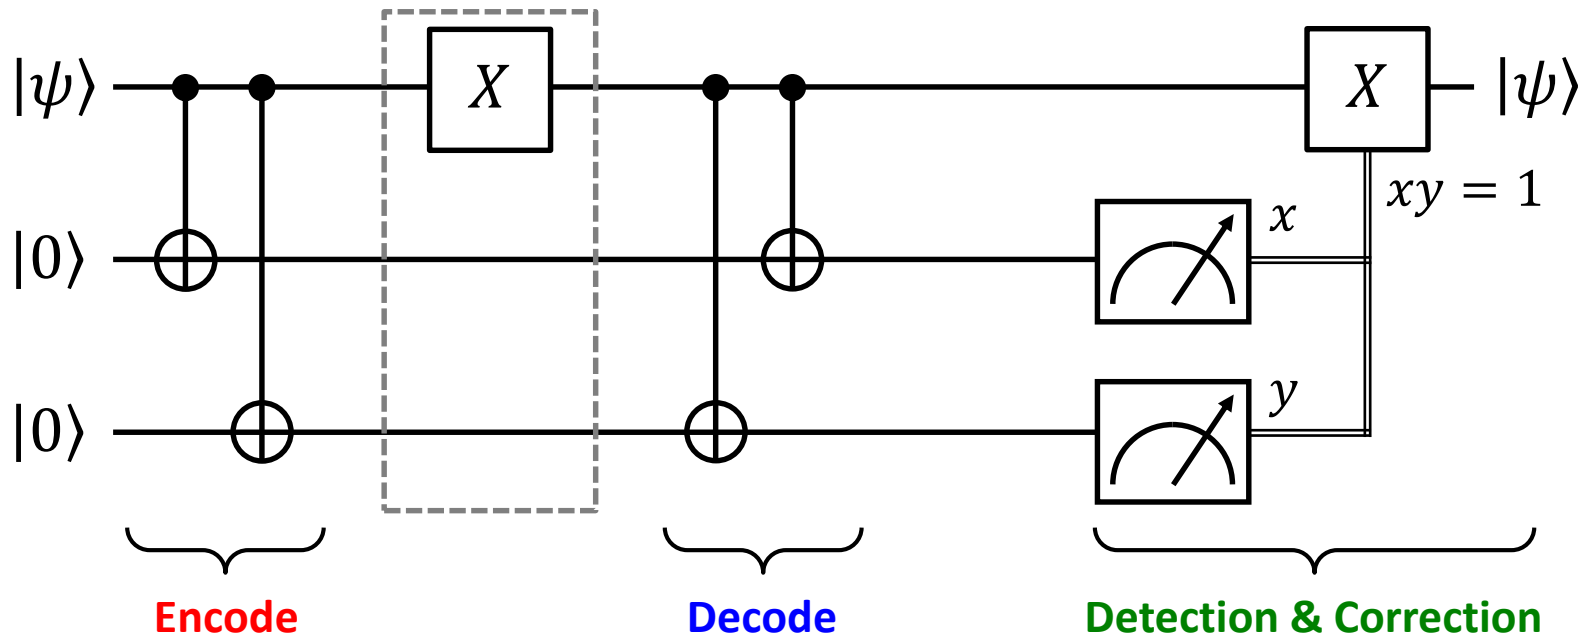 |ψ⟩ X X |ψ⟩
xy = 1
|0⟩ x
|0⟩ y
Encode Decode Detection & Correction